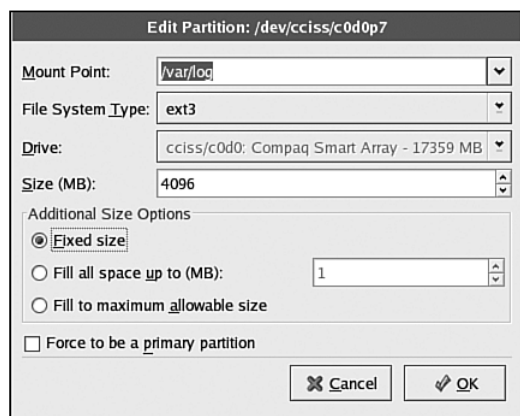 Edit Partition: /dev/cciss/c0d0p7
Mount Point: /var/log
File System Type: ext3
Drive: cciss/c0d0: Compaq Smart Array - 17359 MB
Size (MB): 4096
Additional Size Options
Fixed size
Fill all space up to (MB): 1
Fill to maximum allowable size
Force to be a primary partition
Cancel OK